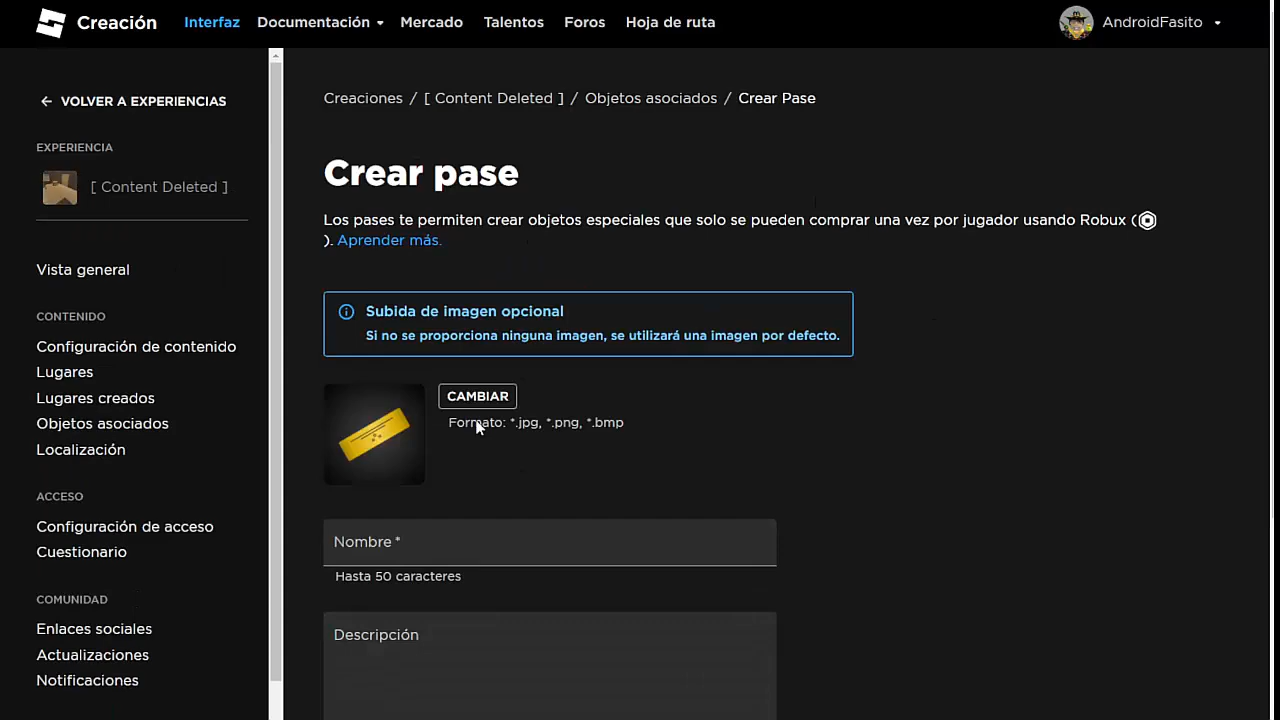 Creación Interfaz Documentación Mercado Talentos Foros Hoja de ruta AndroidFasito
VOLVER A EXPERIENCIAS
EXPERIENCIA
[ Content Deleted ]
Vista general
CONTENIDO
Configuración de contenido
Lugares
Lugares creados
Objetos asociados
Localización
ACCESO
Configuración de acceso
Cuestionario
COMUNIDAD
Enlaces sociales
Actualizaciones
Notificaciones
Creaciones / [ Content Deleted ] / Objetos asociados / Crear Pase
Crear pase
Los pases te permiten crear objetos especiales que solo se pueden comprar una vez por jugador usando Robux (
). Aprender más.
Subida de imagen opcional
Si no se proporciona ninguna imagen, se utilizará una imagen por defecto.
CAMBIAR
Formato: *.jpg, *.png, *.bmp
Nombre *
Hasta 50 caracteres
Descripción